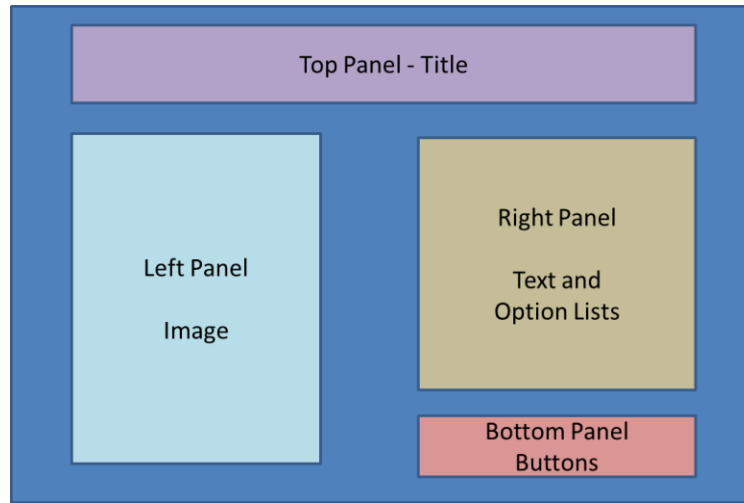 Top Panel - Title
Left Panel
Image
Right Panel
Text and
Option Lists
Bottom Panel
Buttons